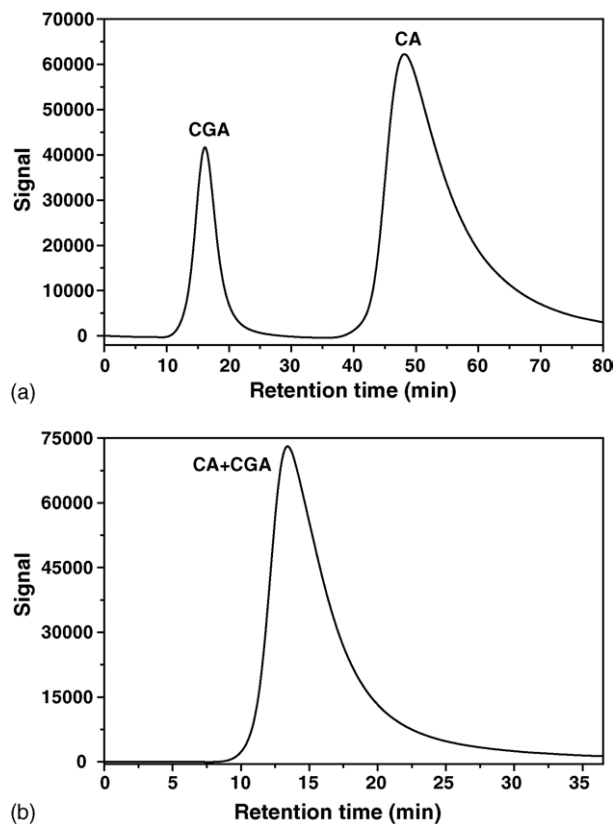 70000
60000
50000
40000
30000
20000
10000
0
Signal
CGA
CA
0 10 20 30 40 50 60 70 80
Retention time (min)
(a)
75000
60000
45000
30000
15000
0
Signal
CA+CGA
0 5 10 15 20 25 30 35
Retention time (min)
(b)